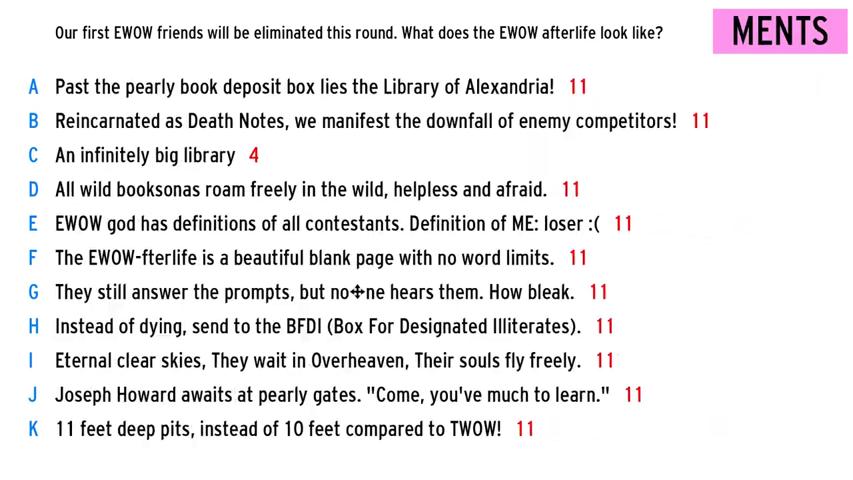 Our first EWOW friends will be eliminated this round. What does the EWOW afterlife look like?
MENTS
A Past the pearly book deposit box lies the Library of Alexandria! 11
B Reincarnated as Death Notes, we manifest the downfall of enemy competitors! 11
C An infinitely big library 4
D All wild booksonas roam freely in the wild, helpless and afraid. 11
E EWOW god has definitions of all contestants. Definition of ME: loser :( 11
F The EWOW-fterlife is a beautiful blank page with no word limits. 11
G They still answer the prompts, but no✥ne hears them. How bleak. 11
H Instead of dying, send to the BFDI (Box For Designated Illiterates). 11
I Eternal clear skies, They wait in Overheaven, Their souls fly freely. 11
J Joseph Howard awaits at pearly gates. "Come, you've much to learn." 11
K 11 feet deep pits, instead of 10 feet compared to TWOW! 11